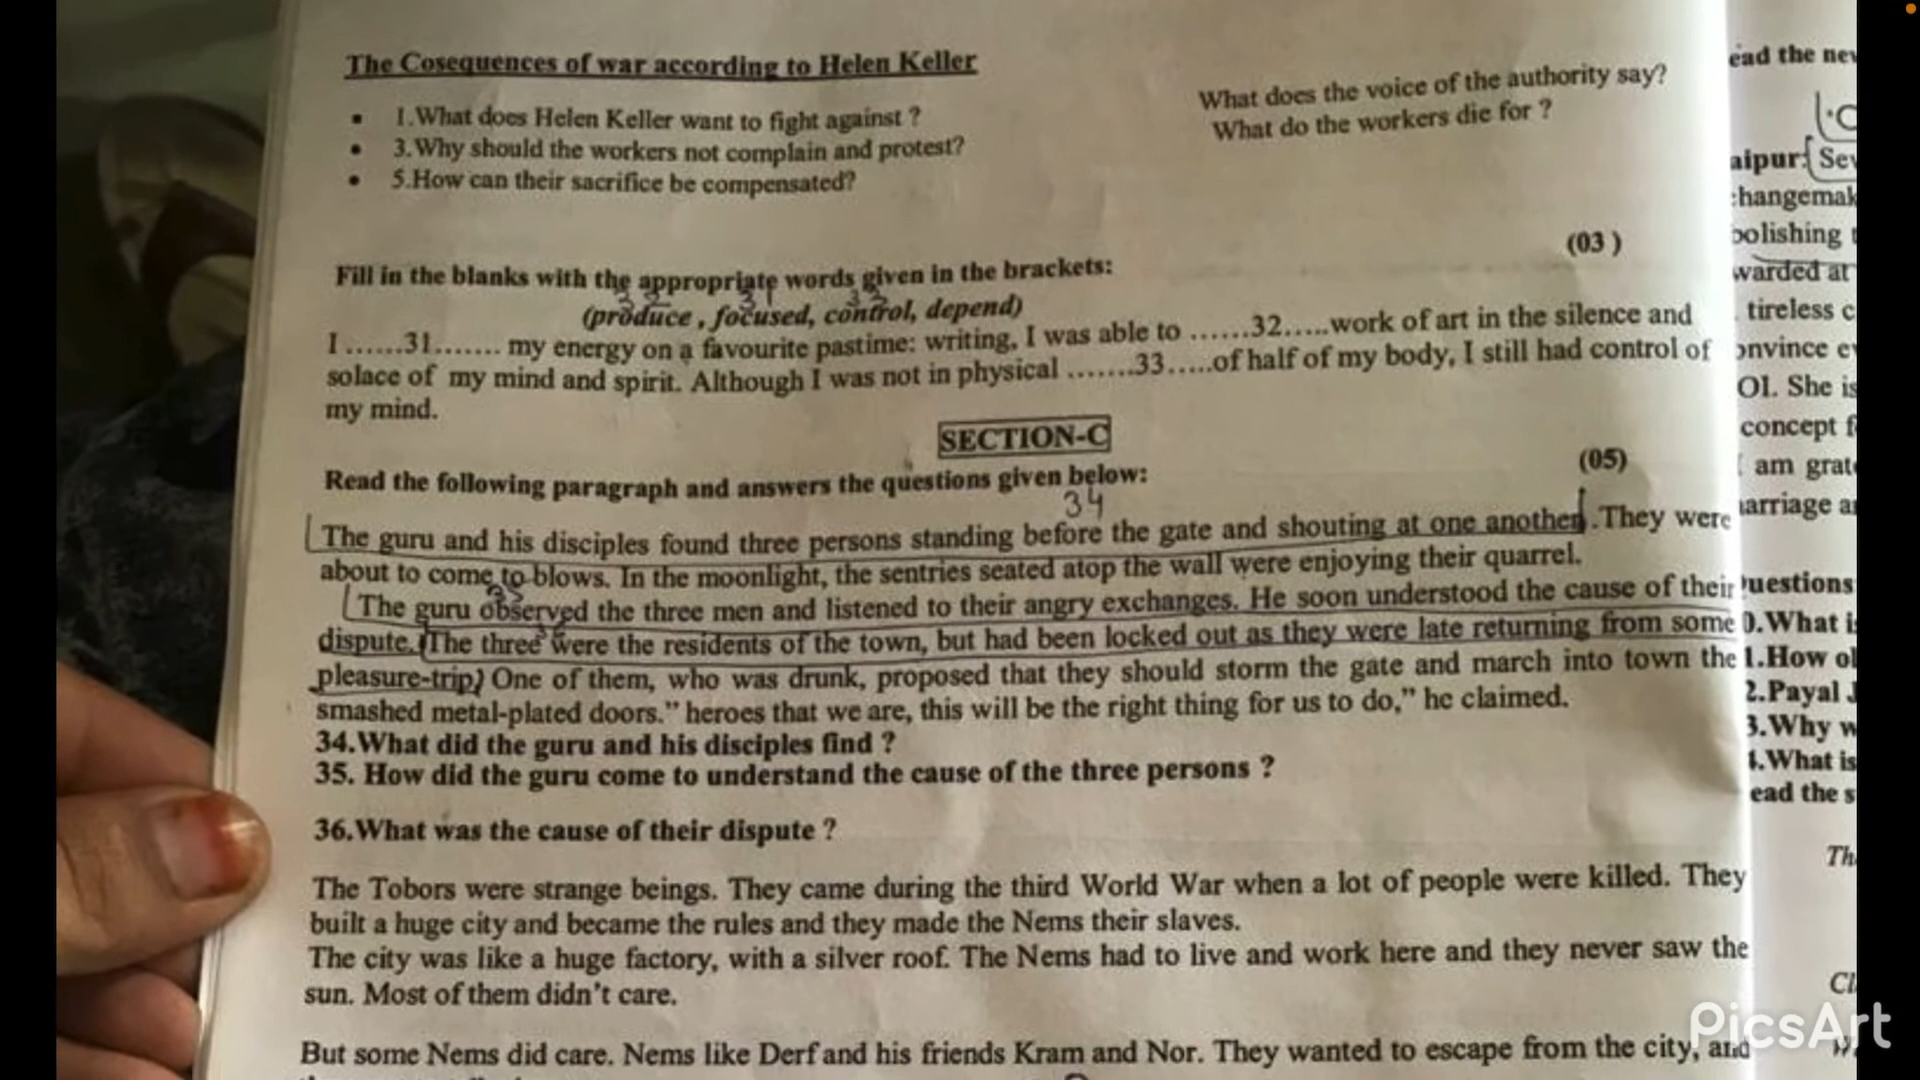 The Cosequences of war according to Helen Keller
1.What does Helen Keller want to fight against ?
What does the voice of the authority say?
3.Why should the workers not complain and protest?
What do the workers die for ?
5.How can their sacrifice be compensated?
(03 )
Fill in the blanks with the appropriate words given in the brackets:
32 31 33
(produce , focused, control, depend)
I ......31....... my energy on a favourite pastime: writing, I was able to ......32.....work of art in the silence and
solace of my mind and spirit. Although I was not in physical .......33.....of half of my body, I still had control of
my mind.
SECTION-C
(05)
Read the following paragraph and answers the questions given below:
34
The guru and his disciples found three persons standing before the gate and shouting at one another .They were
about to come to blows. In the moonlight, the sentries seated atop the wall were enjoying their quarrel.
35
The guru observed the three men and listened to their angry exchanges. He soon understood the cause of their
dispute. The three were the residents of the town, but had been locked out as they were late returning from some
pleasure-trip) One of them, who was drunk, proposed that they should storm the gate and march into town the
smashed metal-plated doors." heroes that we are, this will be the right thing for us to do," he claimed.
34.What did the guru and his disciples find ?
35. How did the guru come to understand the cause of the three persons ?
36.What was the cause of their dispute ?
The Tobors were strange beings. They came during the third World War when a lot of people were killed. They
built a huge city and became the rules and they made the Nems their slaves.
The city was like a huge factory, with a silver roof. The Nems had to live and work here and they never saw the
sun. Most of them didn't care.
But some Nems did care. Nems like Derf and his friends Kram and Nor. They wanted to escape from the city, and
ead the
aipur:
hangemak
polishing
warded at
tireless
onvince
OI. She is
concept
am grat
arriage
uestions
0.What
1.How
2.Payal
3.Why
4.What is
ead the
PicsArt